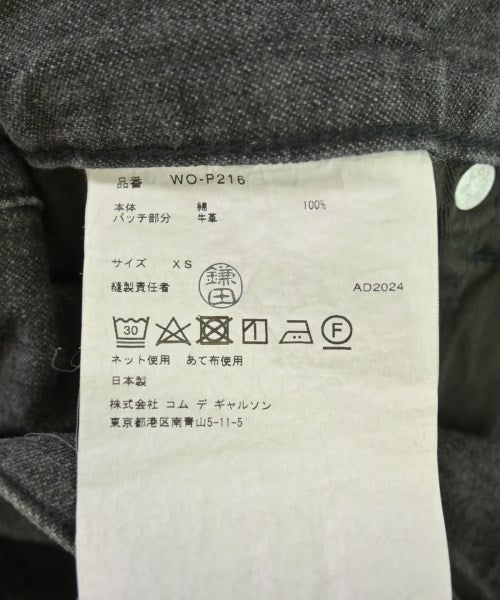 品番 WO-P216
本体 綿 100%
パッチ部分 牛革
サイズ XS
縫製責任者 鎌田 AD2024
30 F
ネット使用 あて布使用
日本製
株式会社 コム デ ギャルソン
東京都港区南青山5-11-5